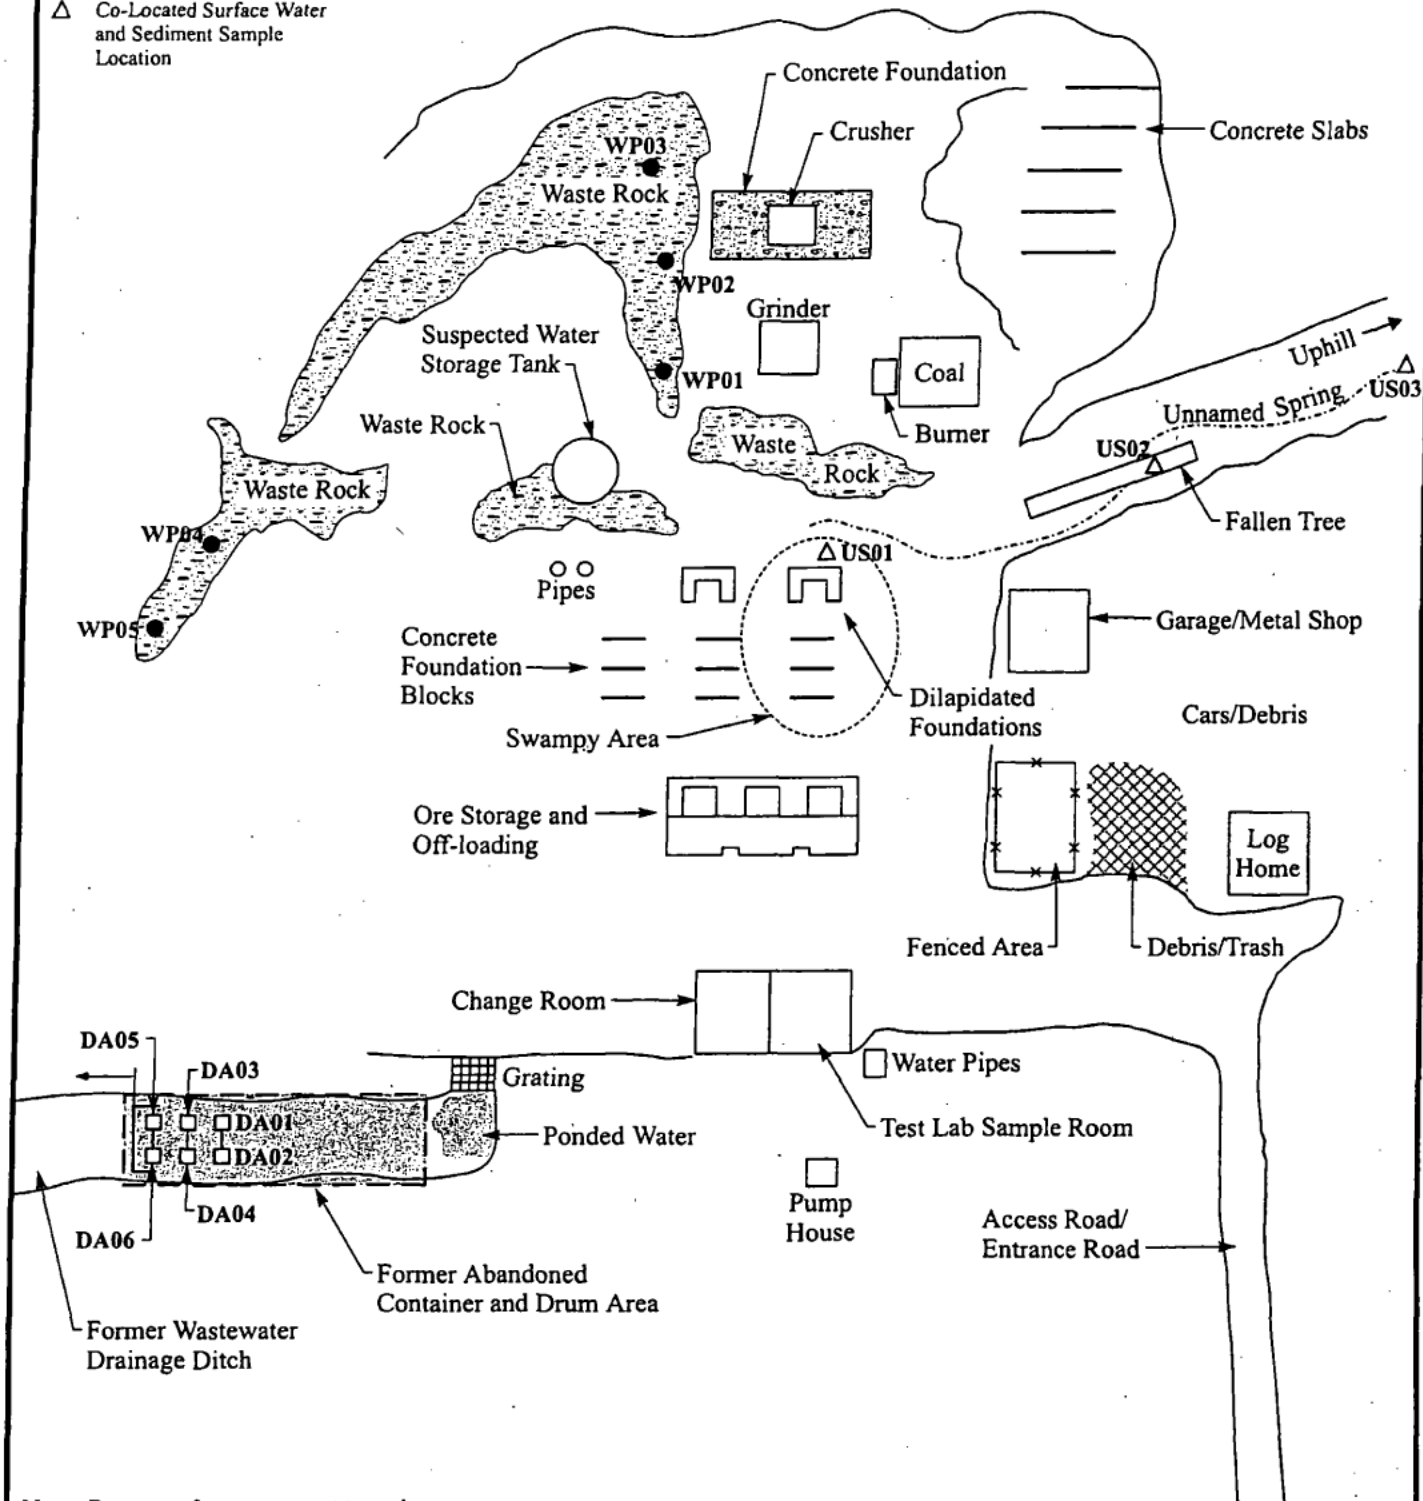 Co-Located Surface Water
and Sediment Sample
Location
Concrete Foundation
Crusher
Concrete Slabs
WP03
Waste Rock
WP02
Grinder
Suspected Water
Storage Tank
Uphill
WP01
Coal
US03
Unnamed Spring
Waste Rock
Burner
Waste
Rock
US02
Waste Rock
Fallen Tree
WP04
US01
Pipes
WP05
Garage/Metal Shop
Concrete
Foundation
Blocks
Dilapidated
Foundations
Cars/Debris
Swampy Area
Ore Storage and
Off-loading
Log
Home
Fenced Area
Debris/Trash
Change Room
DA05
DA03
Grating
Water Pipes
DA01
Ponded Water
Test Lab Sample Room
DA02
DA04
DA06
Pump
House
Access Road/
Entrance Road
Former Abandoned
Container and Drum Area
Former Wastewater
Drainage Ditch